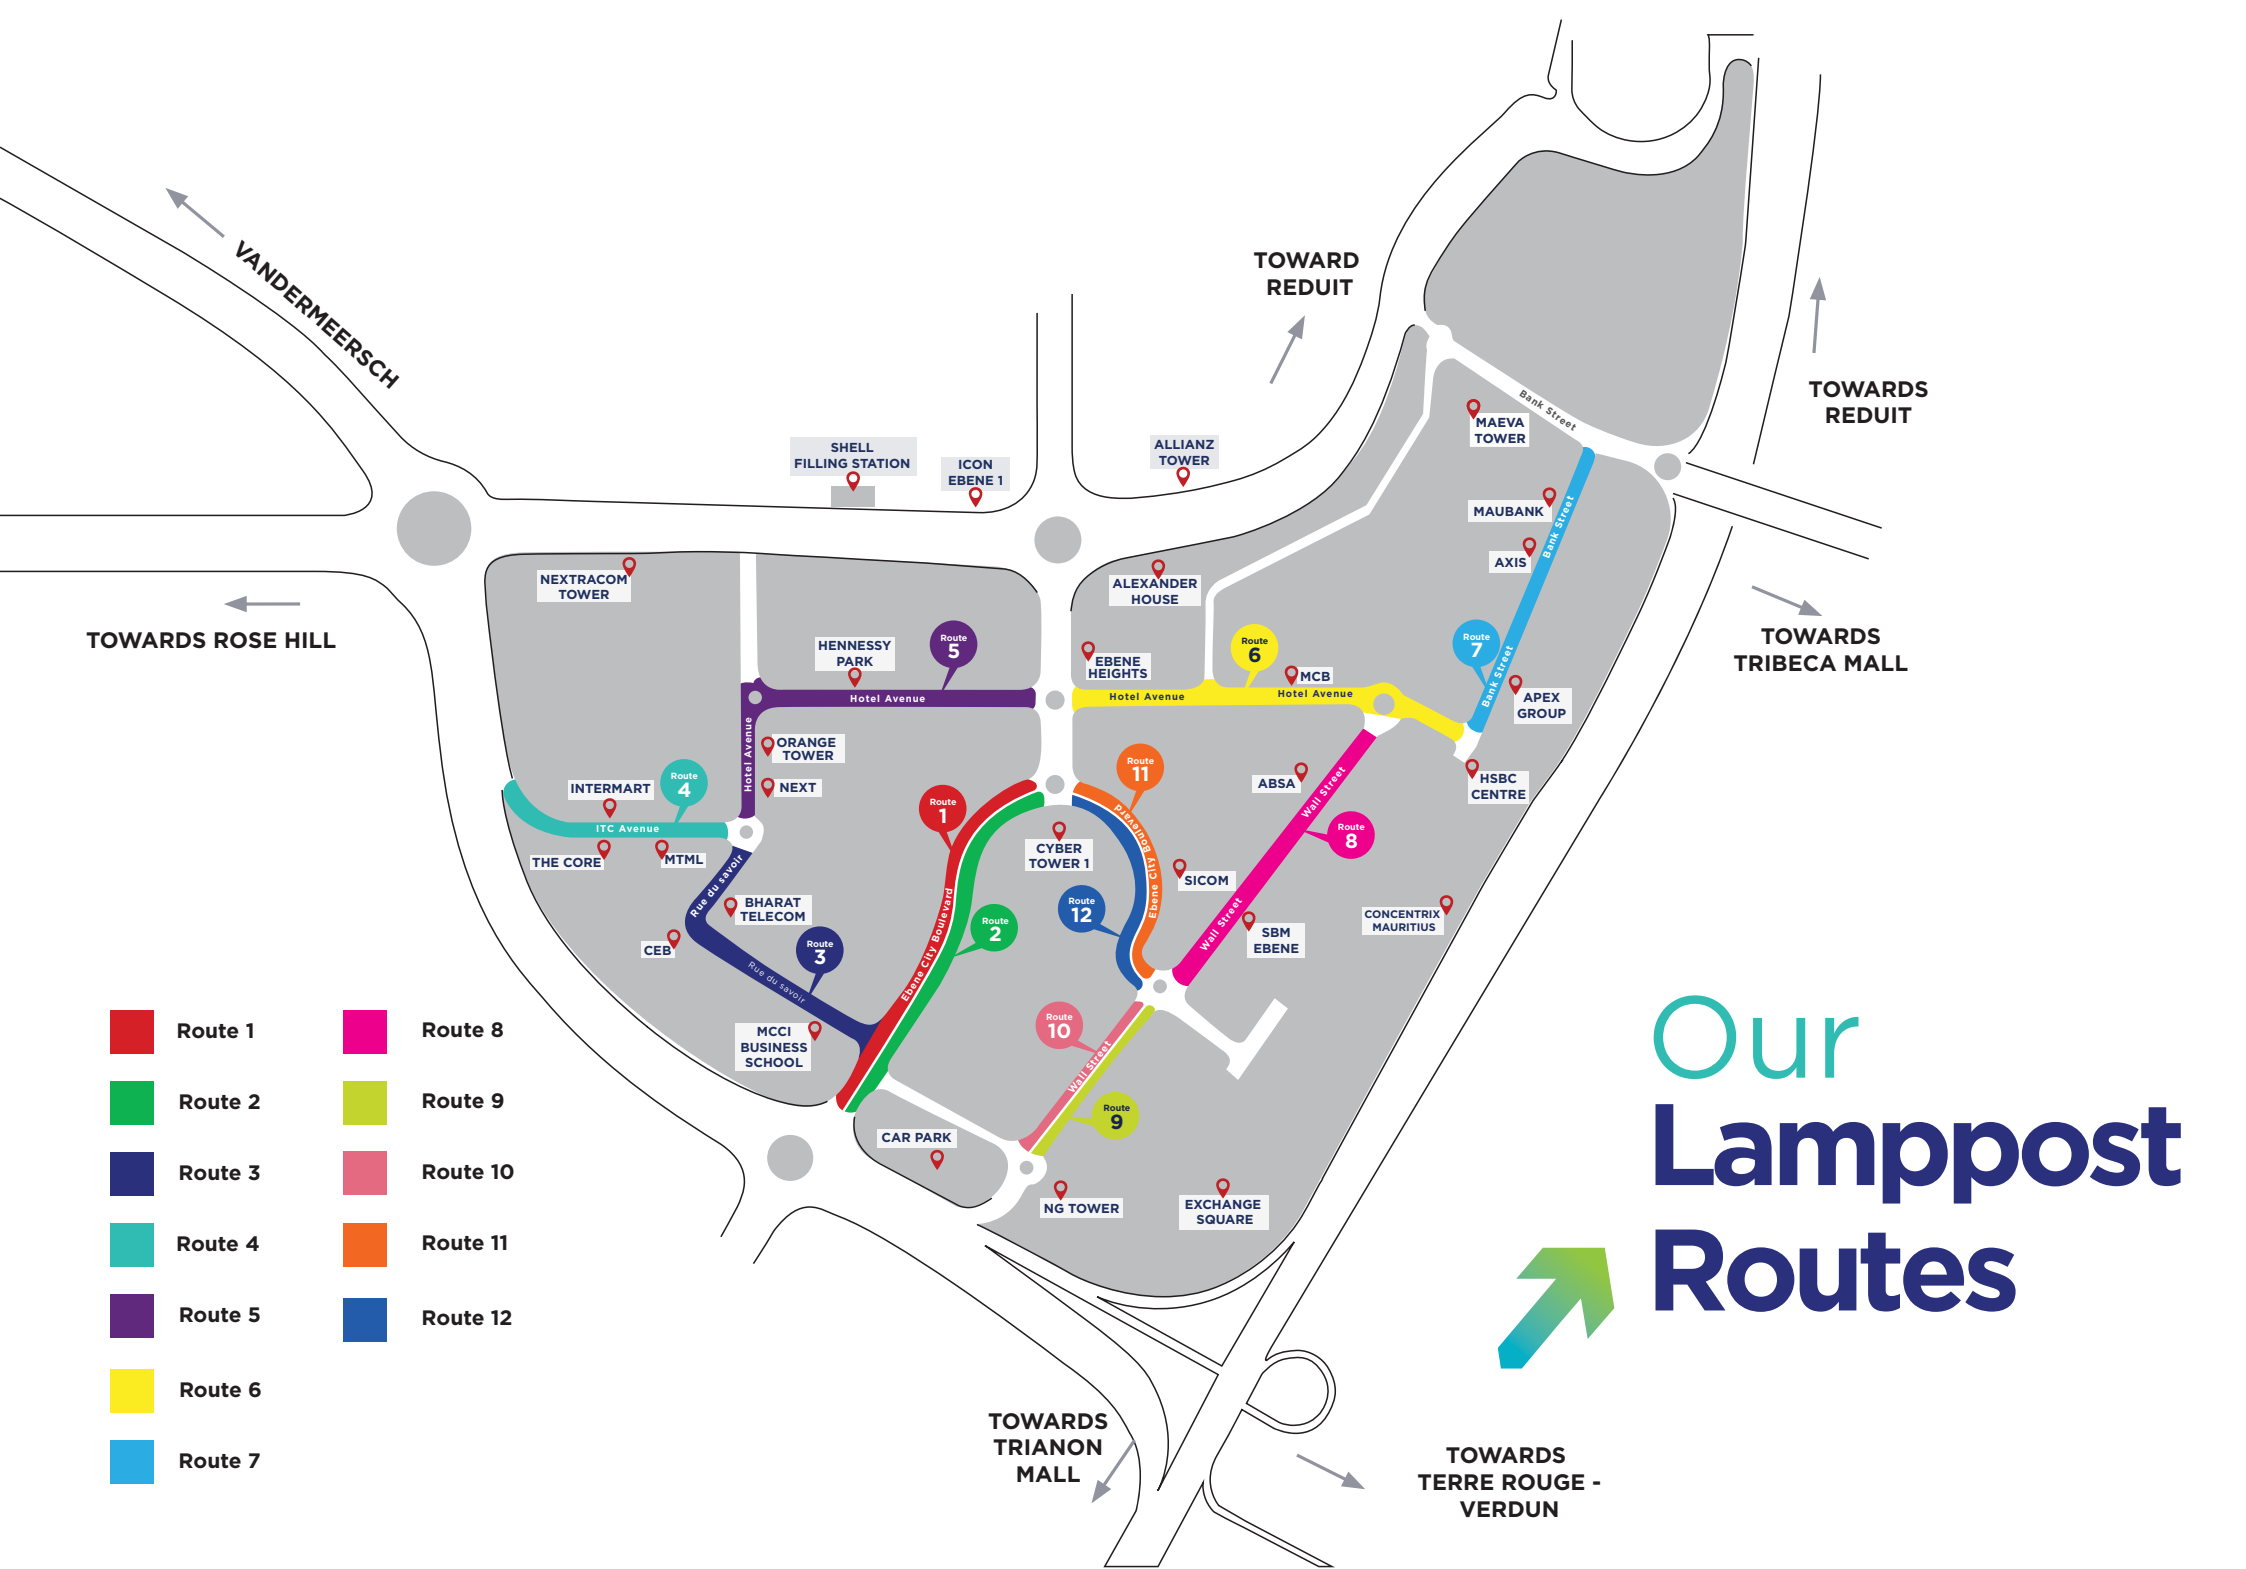 VANDERMEERSCH
TOWARD
REDUIT
TOWARDS
REDUIT
Bank Street
MAEVA
TOWER
SHELL
FILLING STATION
ICON
EBENE 1
ALLIANZ
TOWER
MAUBANK
Bank Street
AXIS
NEXTRACOM
TOWER
ALEXANDER
HOUSE
TOWARDS ROSE HILL
TOWARDS
TRIBECA MALL
HENNESSY
PARK
Route
5
EBENE
HEIGHTS
Route
6
MCB
Route
7
Bank Street
APEX
GROUP
Hotel Avenue
Hotel Avenue
Hotel Avenue
Hotel Avenue
ORANGE
TOWER
NEXT
INTERMART
Route
4
ITC Avenue
THE CORE
MTML
Route
1
Route
11
Ebene City Boulevard
ABSA
HSBC
CENTRE
Wall Street
Route
8
CYBER
TOWER 1
SICOM
Rue du savoir
BHARAT
TELECOM
CEB
Route
3
Rue du savoir
Ebene City Boulevard
Route
2
Route
12
Ebene City Boulevard
Wall Street
SBM
EBENE
CONCENTRIX
MAURITIUS
MCCI
BUSINESS
SCHOOL
Route
10
Wall Street
Route
9
CAR PARK
NG TOWER
EXCHANGE
SQUARE
Route 1
Route 2
Route 3
Route 4
Route 5
Route 6
Route 7
Route 8
Route 9
Route 10
Route 11
Route 12
Our
Lamppost
Routes
TOWARDS
TRIANON
MALL
TOWARDS
TERRE ROUGE -
VERDUN